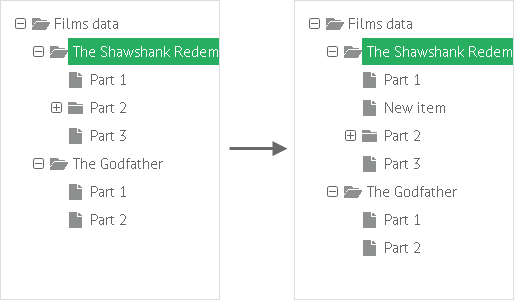 Films data
The Shawshank Redem
Part 1
Part 2
Part 3
The Godfather
Part 1
Part 2
Films data
The Shawshank Redem
Part 1
New item
Part 2
Part 3
The Godfather
Part 1
Part 2